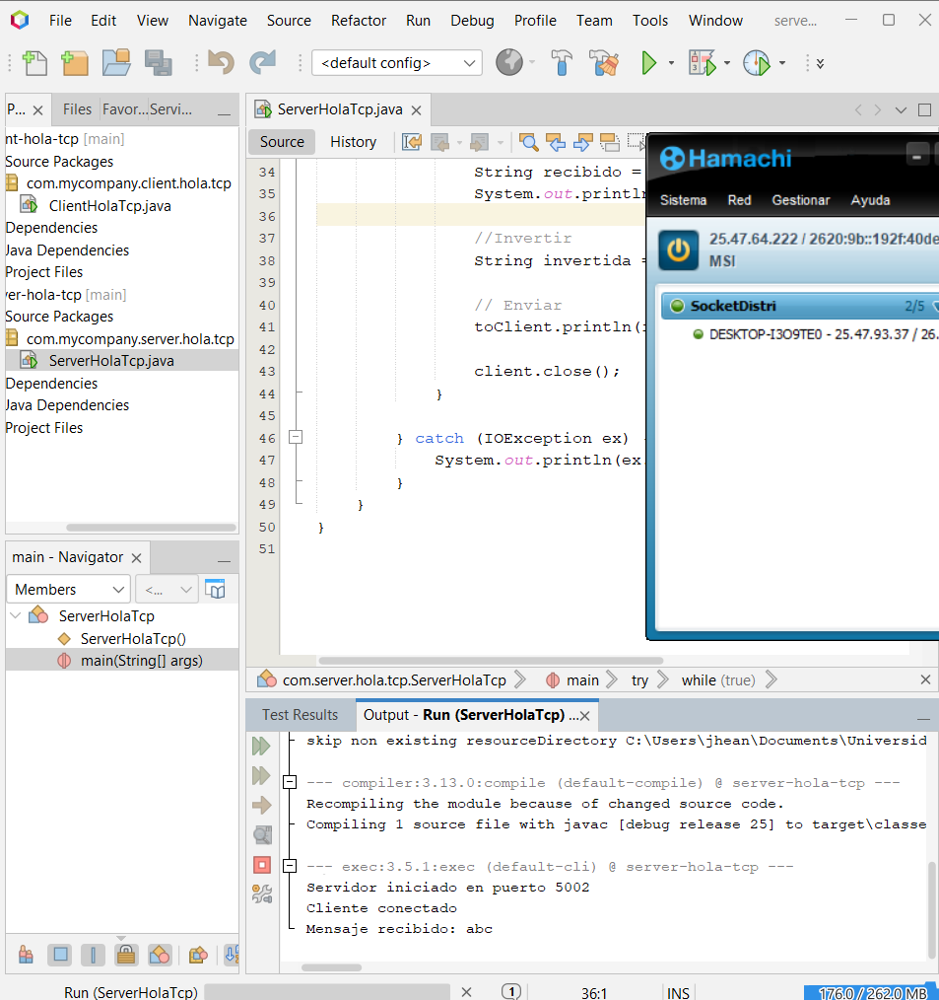 File Edit View Navigate Source Refactor Run Debug Profile Team Tools Window serve...
<default config>
P... Files Favor... Servi...
nt-hola-tcp [main]
Source Packages
com.mycompany.client.hola.tcp
ClientHolaTcp.java
Dependencies
Java Dependencies
Project Files
ver-hola-tcp [main]
Source Packages
com.mycompany.server.hola.tcp
ServerHolaTcp.java
Dependencies
Java Dependencies
Project Files
main - Navigator
Members <...
ServerHolaTcp
ServerHolaTcp()
main(String[] args)
ServerHolaTcp.java
Source History
34 String recibido =
35 System.out.println
36
37 //Invertir
38 String invertida =
39
40 // Enviar
41 toClient.println(
42
43 client.close();
44 }
45
46 } catch (IOException ex)
47 System.out.println(ex.
48 }
49 }
50 }
51
Hamachi
Sistema Red Gestionar Ayuda
25.47.64.222 / 2620:9b::192f:40de
MSI
SocketDistri 2/5
DESKTOP-I3O9TE0 - 25.47.93.37 / 26.
com.server.hola.tcp.ServerHolaTcp main try while (true)
Test Results Output - Run (ServerHolaTcp) ...
skip non existing resourceDirectory C:\Users\jhean\Documents\Universid
--- compiler:3.13.0:compile (default-compile) @ server-hola-tcp ---
Recompiling the module because of changed source code.
Compiling 1 source file with javac [debug release 25] to target\classe
--- exec:3.5.1:exec (default-cli) @ server-hola-tcp ---
Servidor iniciado en puerto 5002
Cliente conectado
Mensaje recibido: abc
Run (ServerHolaTcp) 1 36:1 INS 176.0 / 262.0 MB